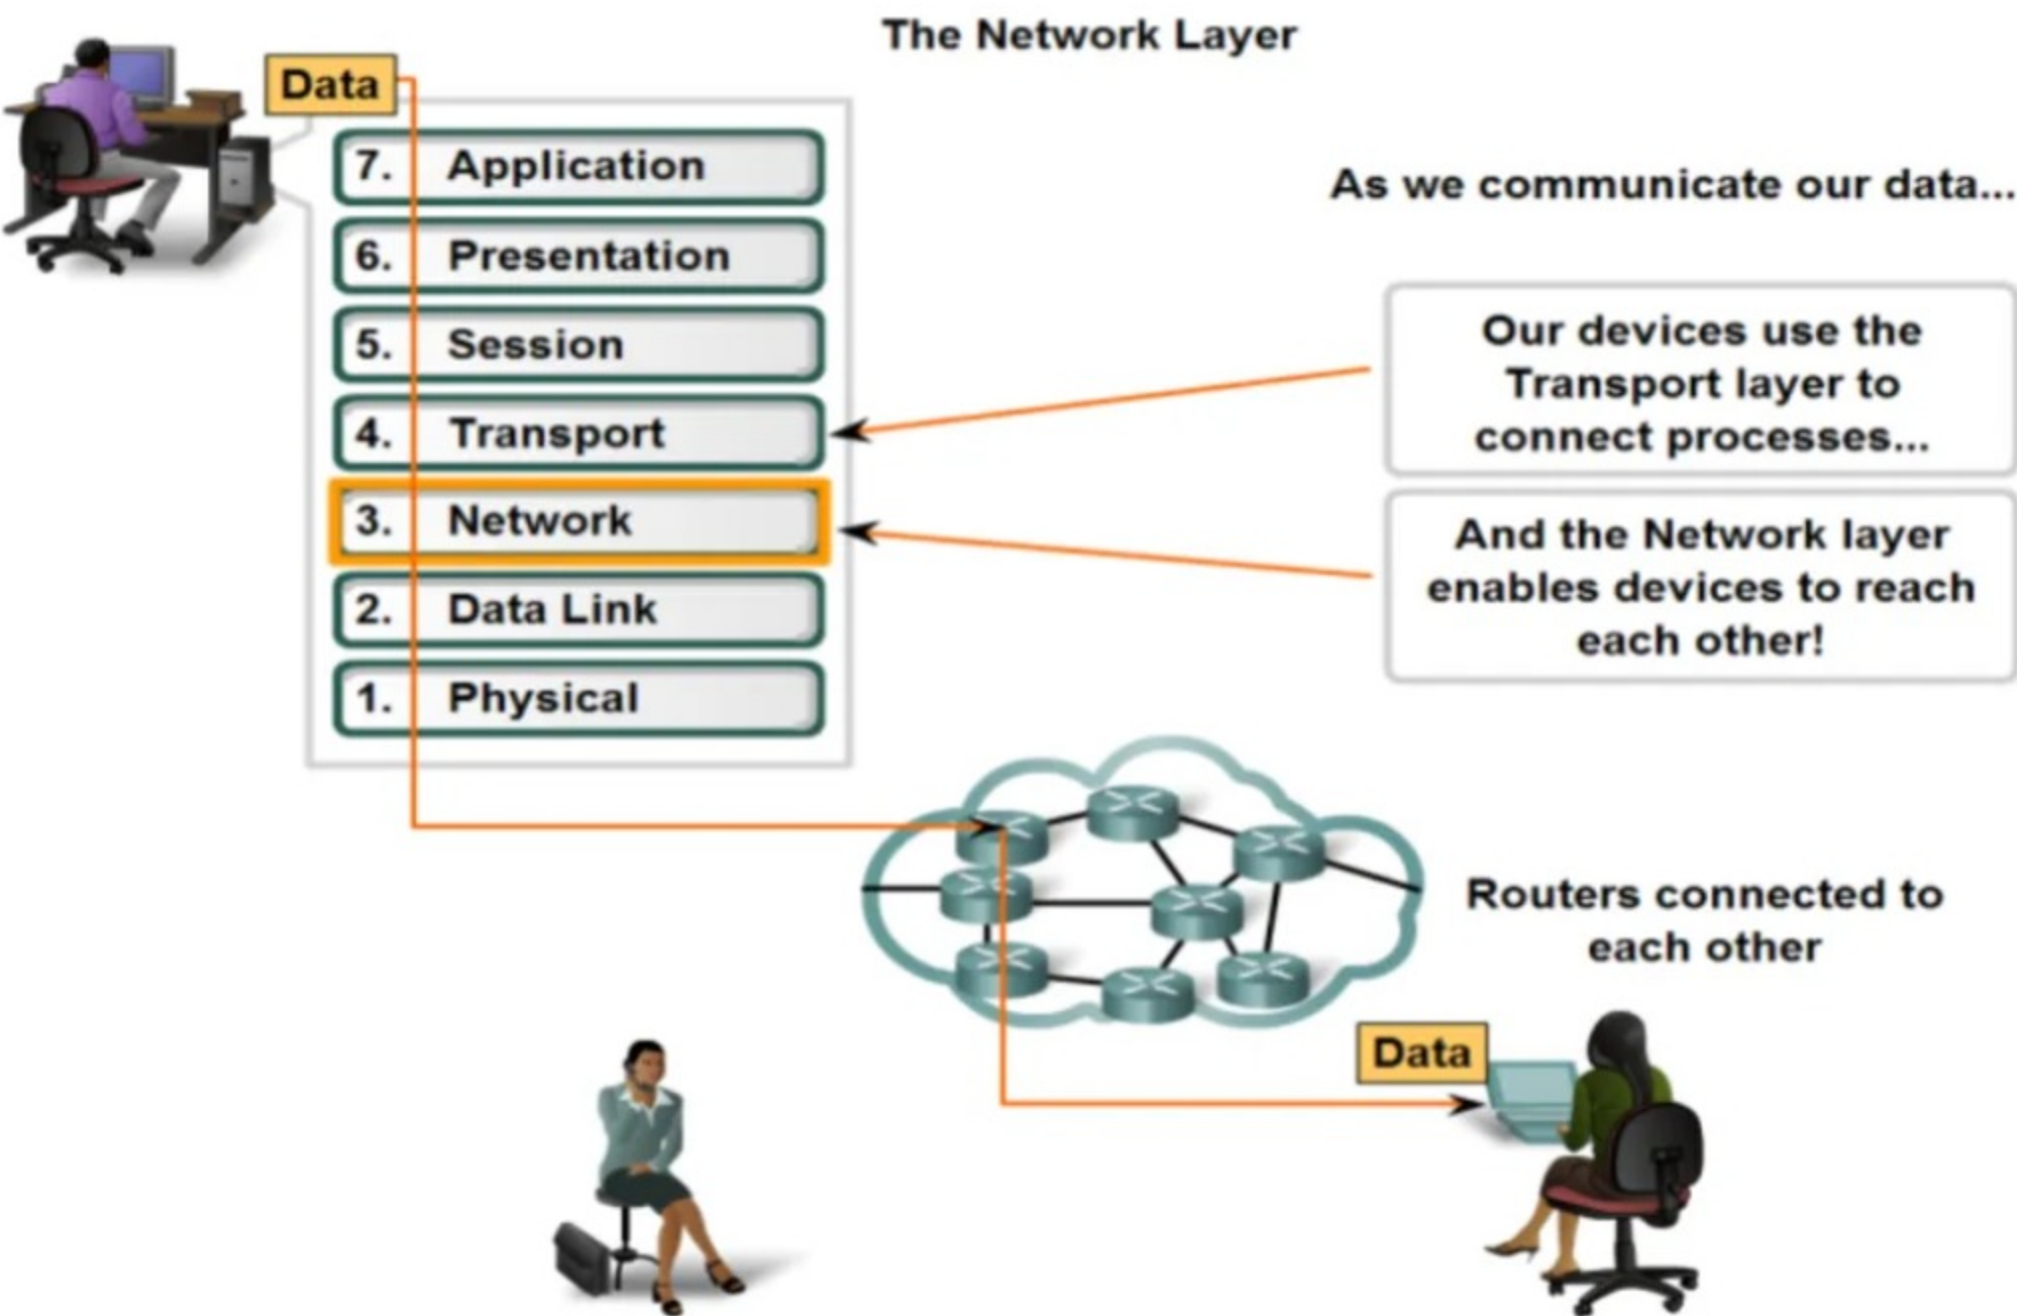 The Network Layer
Data
7. Application
6. Presentation
5. Session
4. Transport
3. Network
2. Data Link
1. Physical
As we communicate our data...
Our devices use the
Transport layer to
connect processes...
And the Network layer
enables devices to reach
each other!
Routers connected to
each other
Data